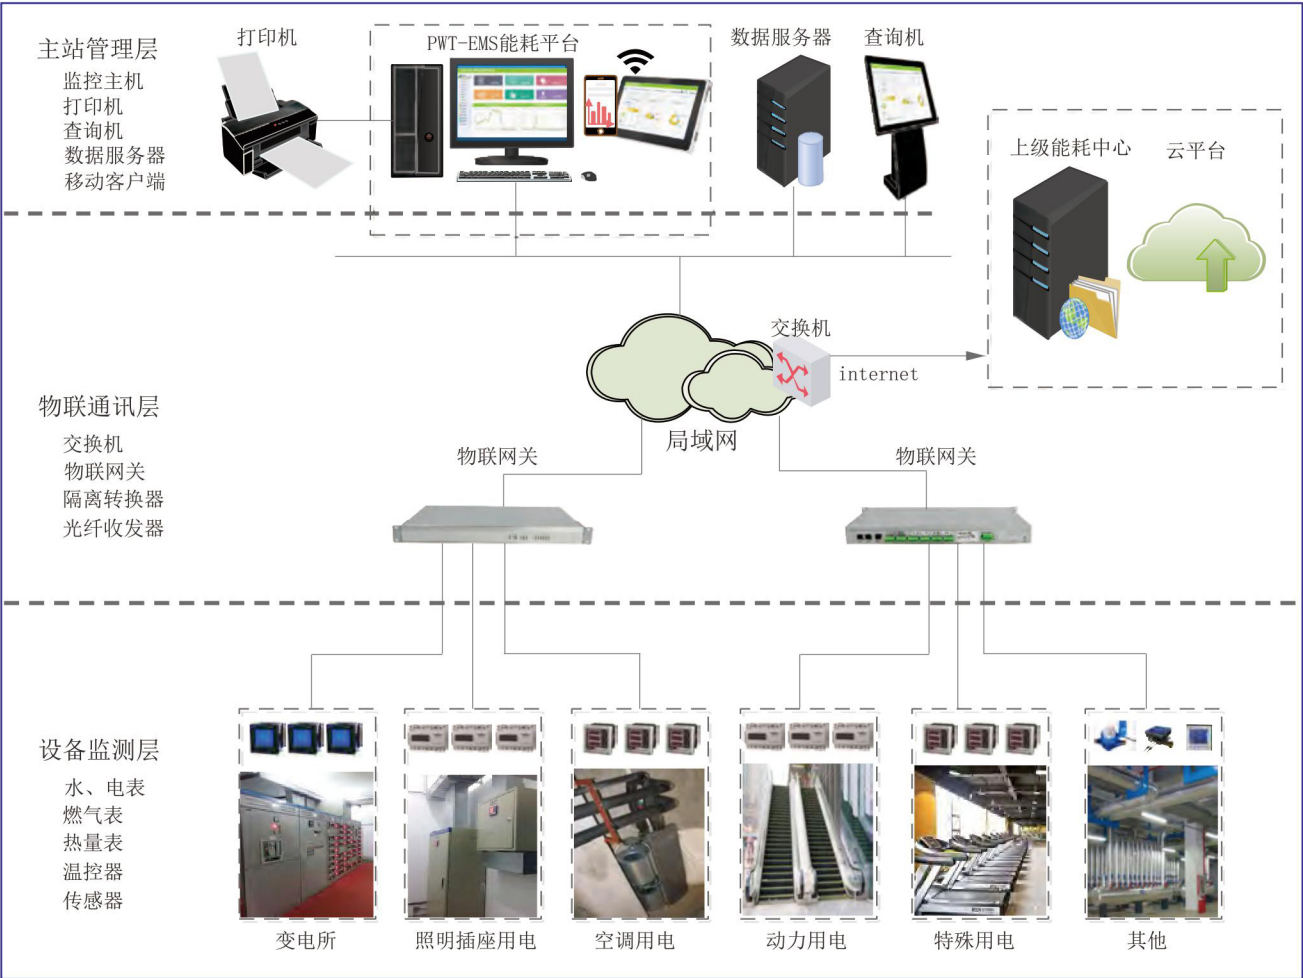 主站管理层
监控主机
打印机
查询机
数据服务器
移动客户端
打印机
PWT-EMS能耗平台
数据服务器
查询机
上级能耗中心
云平台
物联通讯层
交换机
物联网关
隔离转换器
光纤收发器
交换机
internet
局域网
物联网关
物联网关
设备监测层
水、电表
燃气表
热量表
温控器
传感器
变电所
照明插座用电
空调用电
动力用电
特殊用电
其他